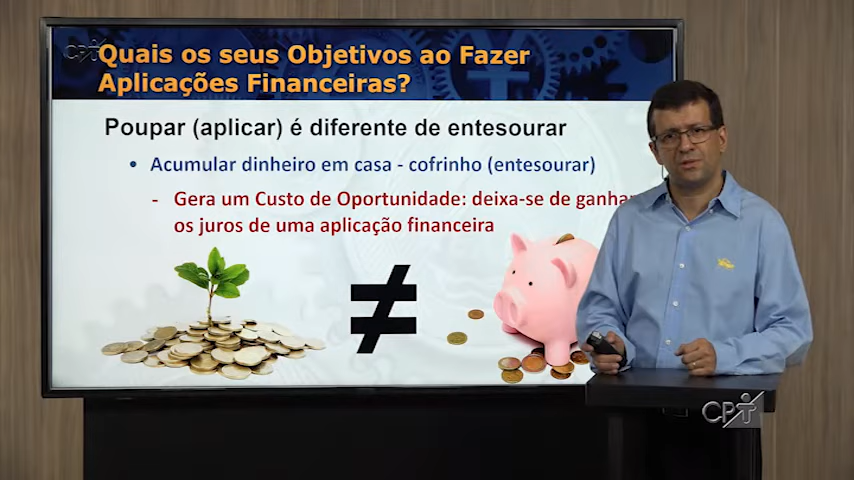 CPT
Quais os seus Objetivos ao Fazer
Aplicações Financeiras?
Poupar (aplicar) é diferente de entesourar
• Acumular dinheiro em casa - cofrinho (entesourar)
- Gera um Custo de Oportunidade: deixa-se de ganhar
os juros de uma aplicação financeira
≠
CPT